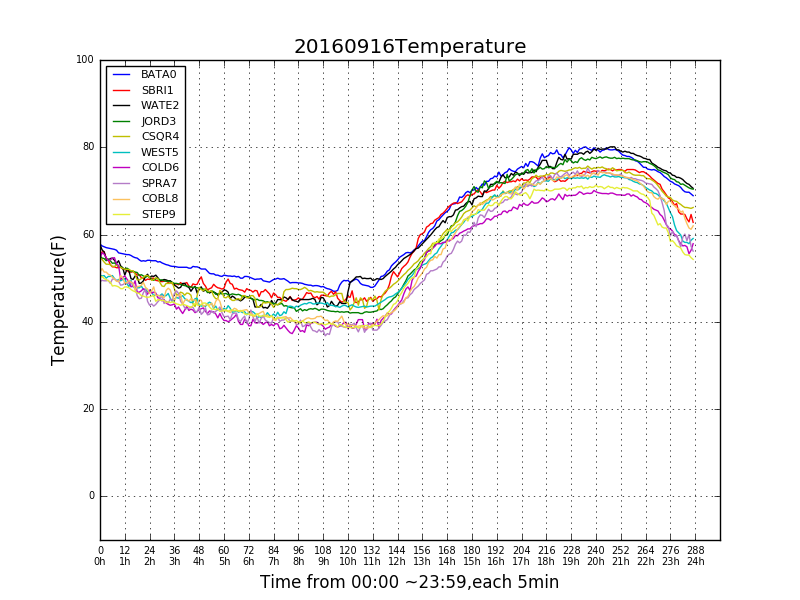 20160916Temperature
BATA0
SBRI1
WATE2
JORD3
CSQR4
WEST5
COLD6
SPRA7
COBL8
STEP9
100
80
60
40
20
0
Temperature(F)
0 12 24 36 48 60 72 84 96 108 120 132 144 156 168 180 192 204 216 228 240 252 264 276 288
0h 1h 2h 3h 4h 5h 6h 7h 8h 9h 10h 11h 12h 13h 14h 15h 16h 17h 18h 19h 20h 21h 22h 23h 24h
Time from 00:00 ~23:59,each 5min